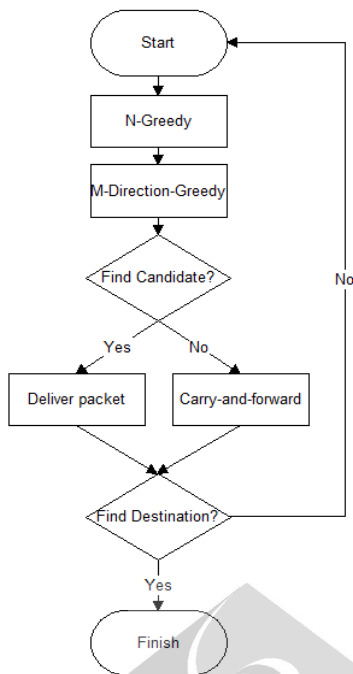 Start
N-Greedy
M-Direction-Greedy
Find Candidate?
No
Yes
No
Deliver packet
Carry-and-forward
Find Destination?
Yes
Finish